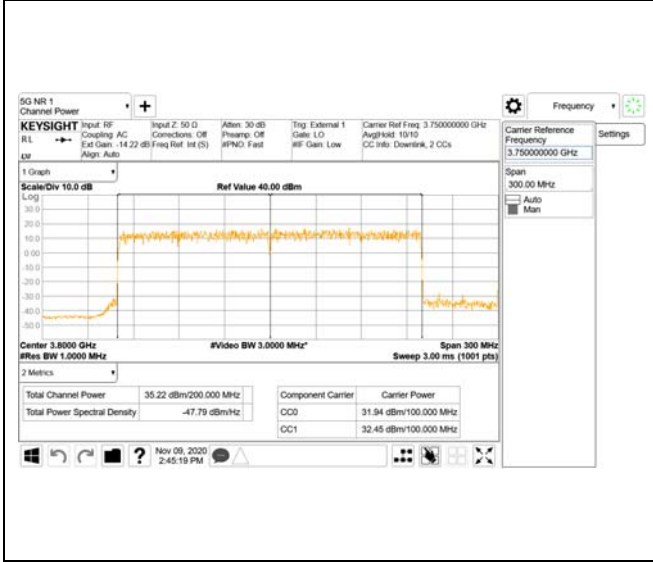 5G NR 1
Channel Power
+
Frequency
KEYSIGHT
RL
Input: RF
Coupling: AC
Ext Gain: -14.22 dB
Align: Auto
Input Z: 50 Ω
Corrections: Off
Freq Ref: Int (S)
Atten: 30 dB
Preamp: Off
#PNO: Fast
Trig: External 1
Gate: LO
#IF Gain: Low
Carrier Ref Freq: 3.750000000 GHz
Avg|Hold: 10/10
CC Info: Downlink, 2 CCs
Carrier Reference
Frequency
3.750000000 GHz
Settings
Span
300.00 MHz
Auto
Man
1 Graph
Scale/Div 10.0 dB
Ref Value 40.00 dBm
Log
30.0
20.0
10.0
0.00
-10.0
-20.0
-30.0
-40.0
-50.0
Center 3.8000 GHz
#Video BW 3.0000 MHz*
Span 300 MHz
#Res BW 1.0000 MHz
Sweep 3.00 ms (1001 pts)
2 Metrics
Total Channel Power 35.22 dBm/200.000 MHz
Total Power Spectral Density -47.79 dBm/Hz
Component Carrier Carrier Power
CC0 31.94 dBm/100.000 MHz
CC1 32.45 dBm/100.000 MHz
?
Nov 09, 2020
2:45:19 PM